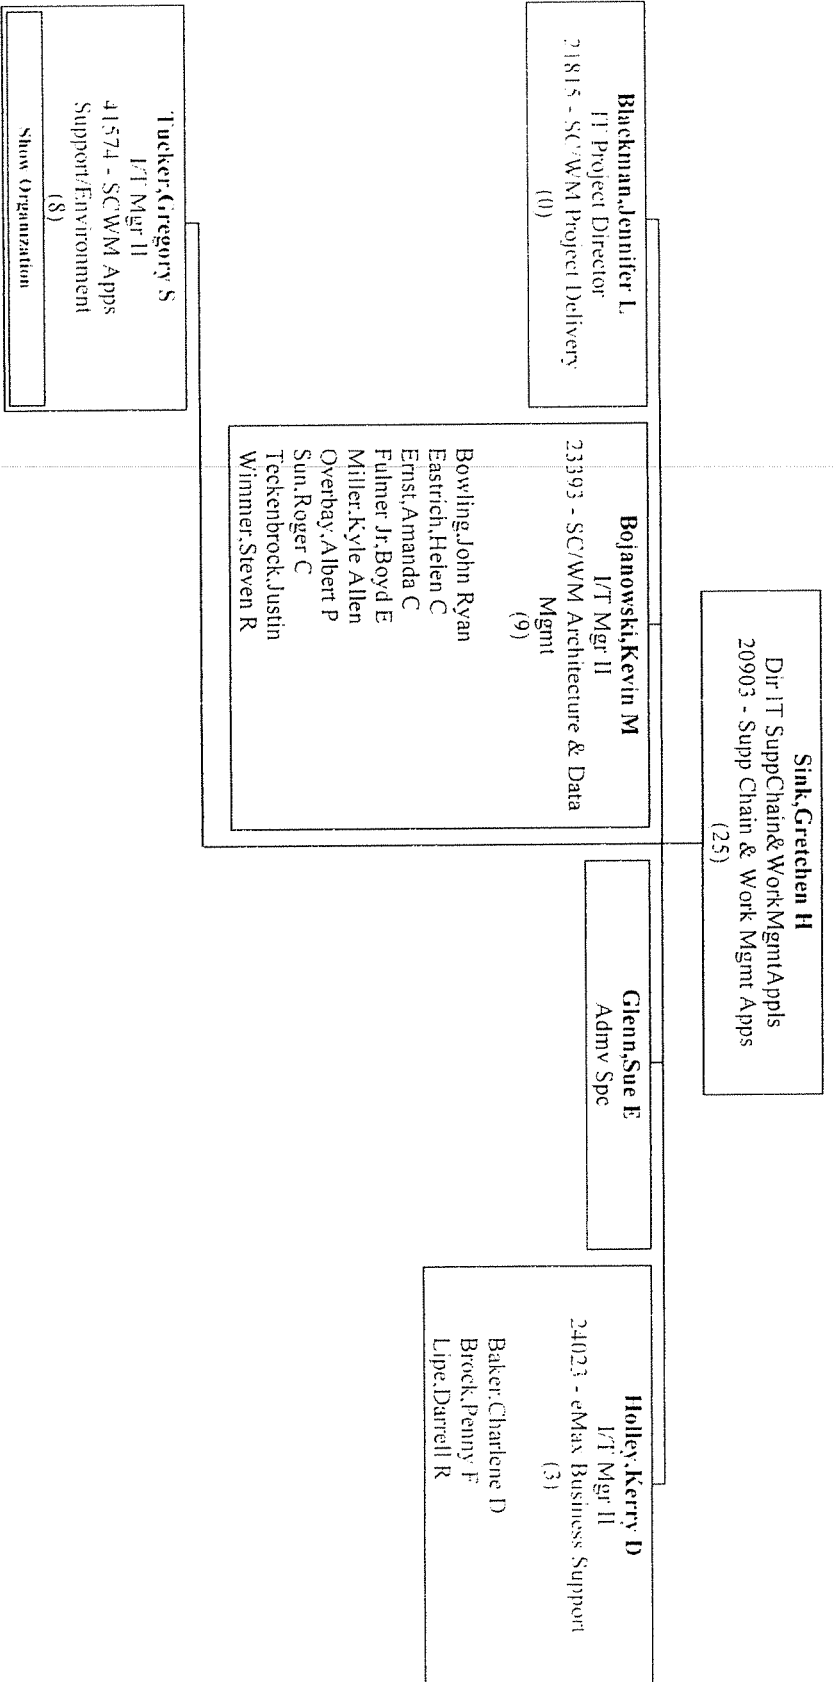 Sink,Gretchen H
Dir IT SuppChain&WorkMgmtAppls
20903 - Supp Chain & Work Mgmt Apps
(25)
Blackman,Jennifer L
IT Project Director
21815 - SC/WM Project Delivery
(0)
Bojanowski,Kevin M
I/T Mgr II
23393 - SC/WM Architecture & Data
Mgmt
(9)
Bowling,John Ryan
Eastrich,Helen C
Ernst,Amanda C
Fulmer Jr,Boyd E
Miller,Kyle Allen
Overbay,Albert P
Sun,Roger C
Teckenbrock,Justin
Wimmer,Steven R
Glenn,Sue E
Admv Spc
Holley,Kerry D
I/T Mgr II
24023 - eMax Business Support
(3)
Baker,Charlene D
Brock,Penny F
Lipe,Darrell R
Tucker,Gregory S
I/T Mgr II
41574 - SCWM Apps
Support/Environment
(8)
Show Organization